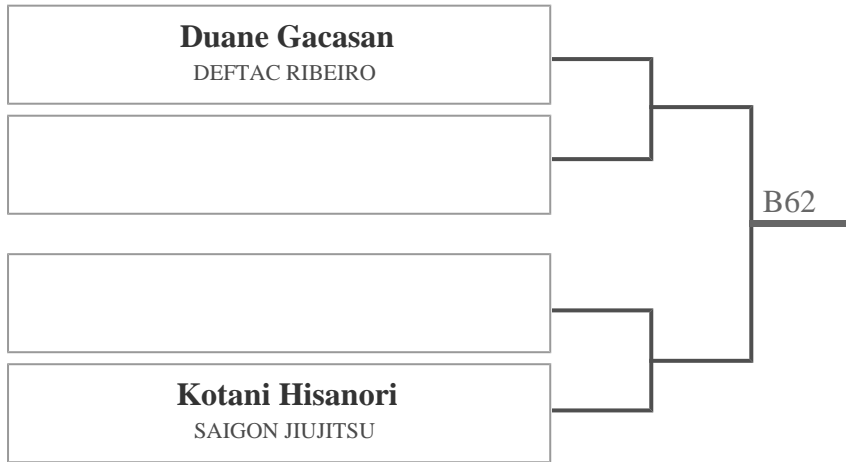 Duane Gacasan
DEFTAC RIBEIRO
B62
Kotani Hisanori
SAIGON JIUJITSU